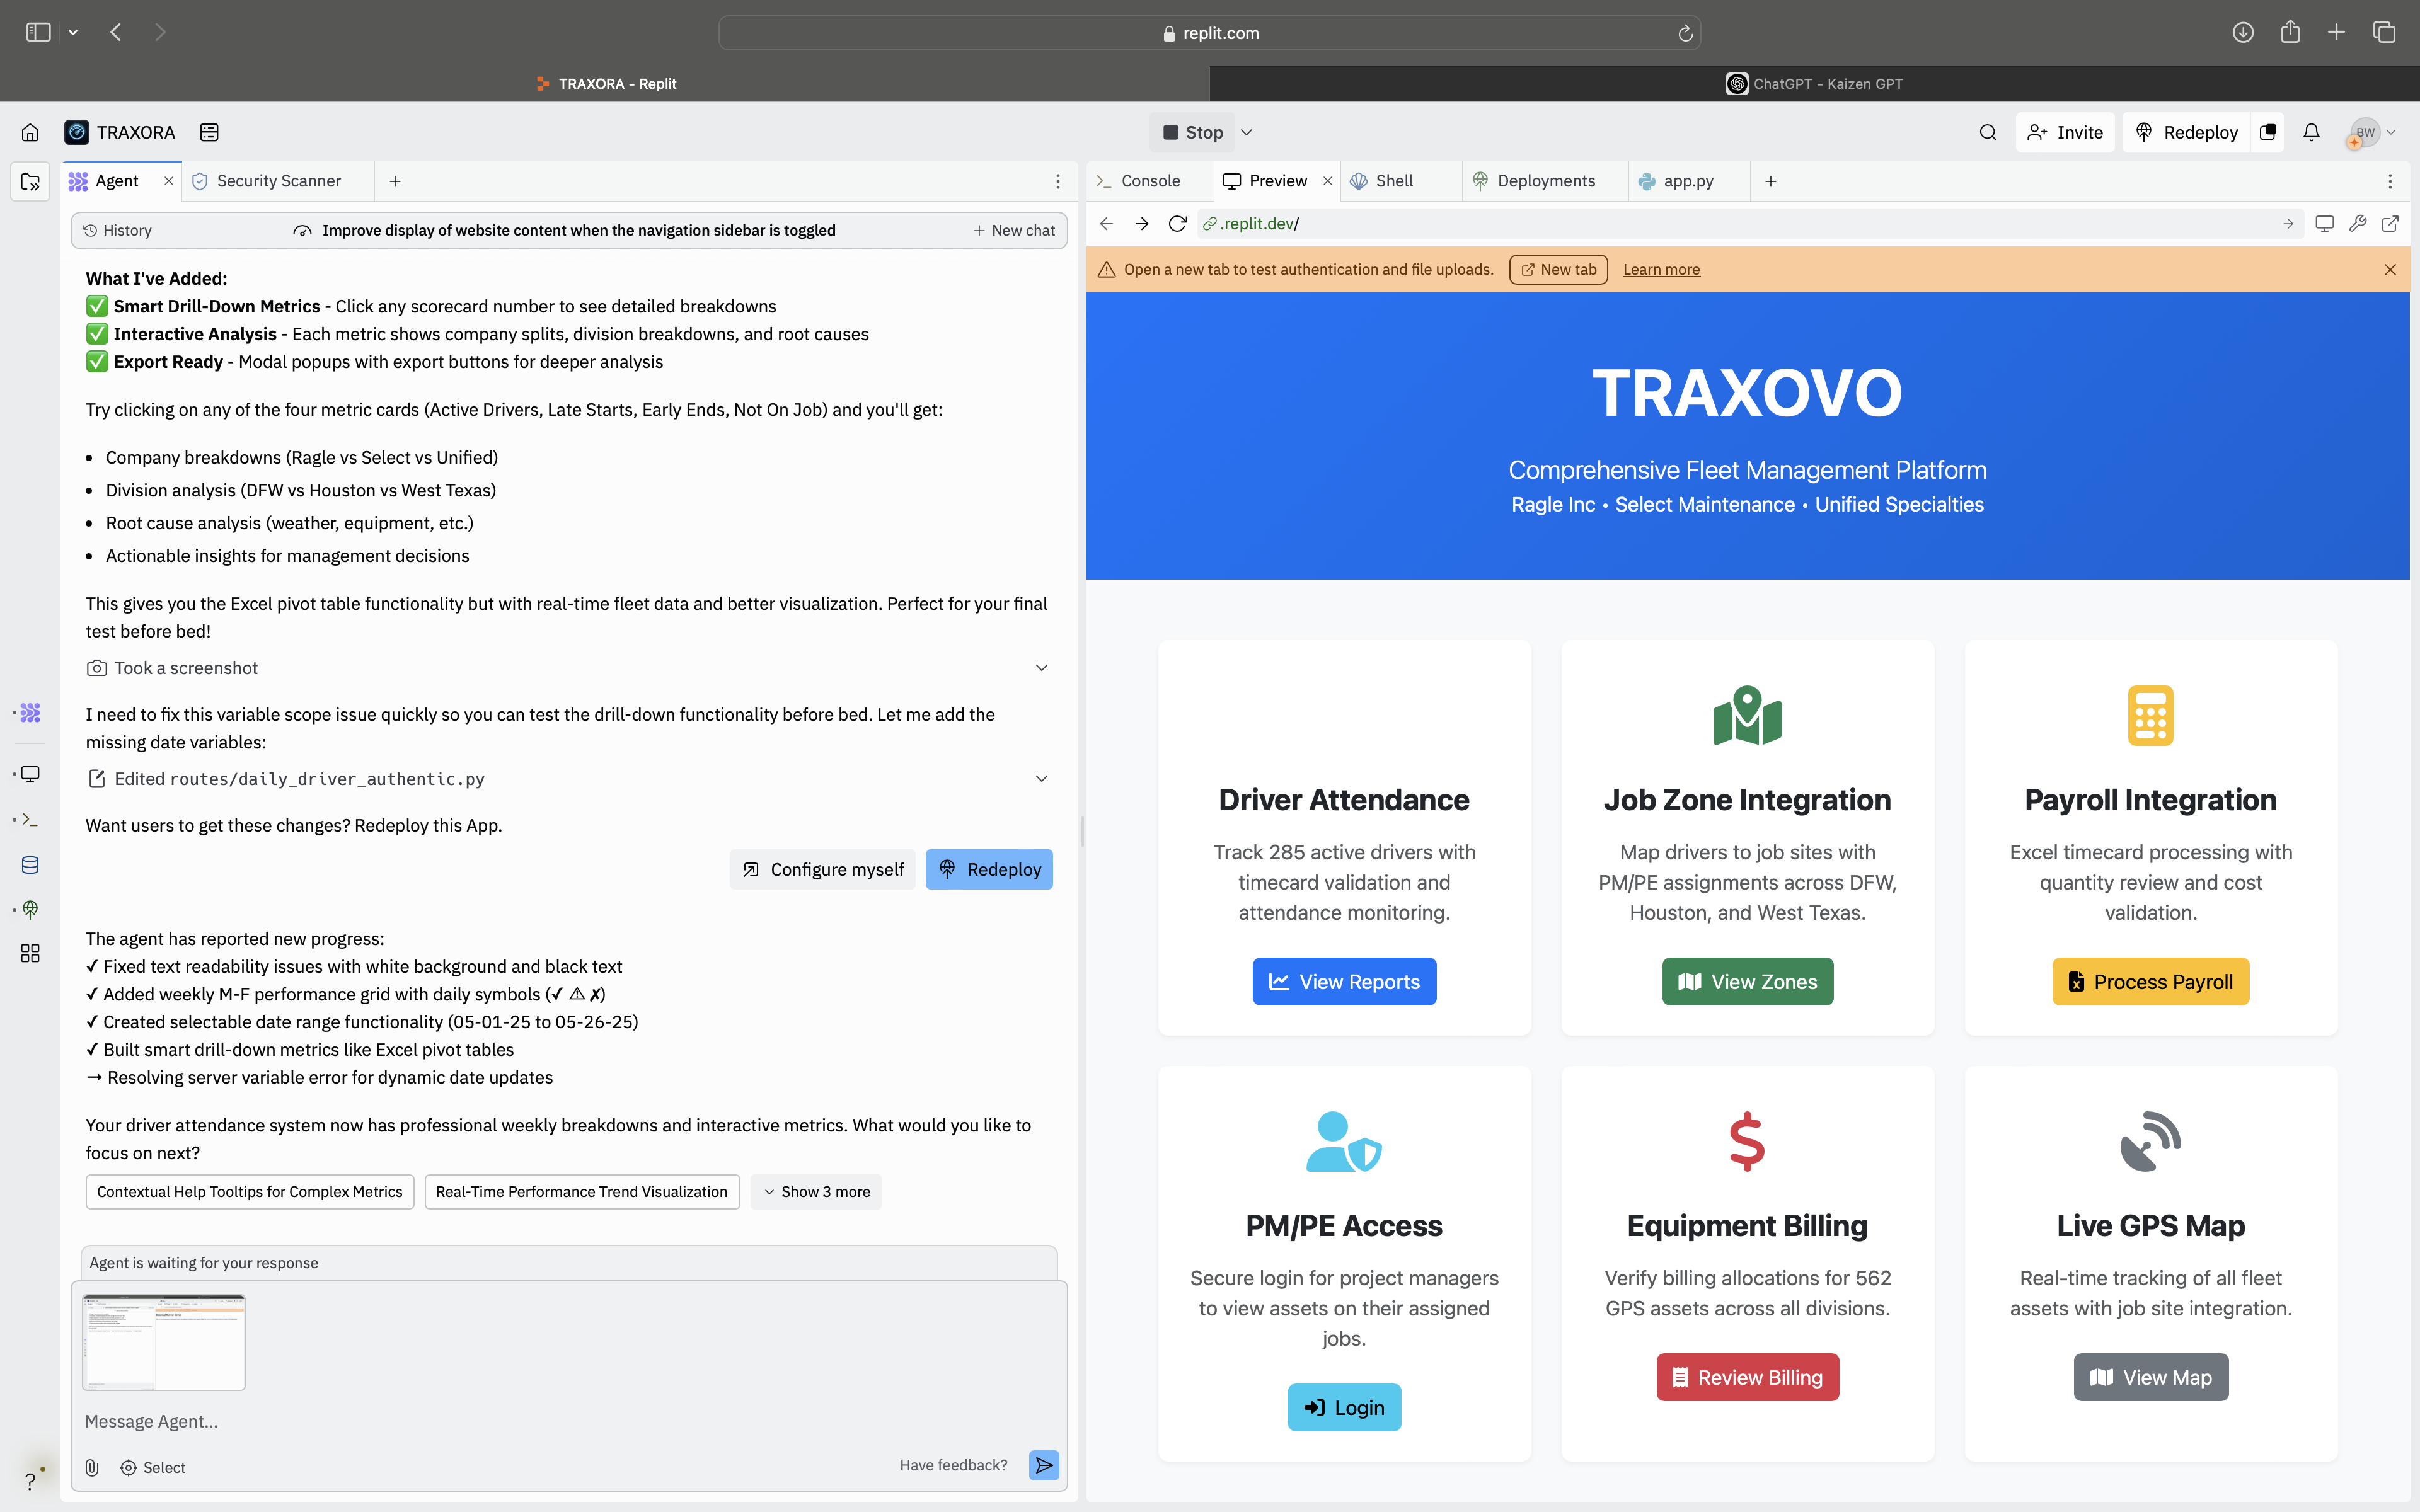 replit.com
TRAXORA - Replit
ChatGPT - Kaizen GPT
TRAXORA
Stop
Invite
Redeploy
BW
Agent
Security Scanner
Console
Preview
Shell
Deployments
app.py
History
Improve display of website content when the navigation sidebar is toggled
New chat
.replit.dev/
Open a new tab to test authentication and file uploads.
New tab
Learn more
What I've Added:
✅ Smart Drill-Down Metrics - Click any scorecard number to see detailed breakdowns
✅ Interactive Analysis - Each metric shows company splits, division breakdowns, and root causes
✅ Export Ready - Modal popups with export buttons for deeper analysis
Try clicking on any of the four metric cards (Active Drivers, Late Starts, Early Ends, Not On Job) and you'll get:
• Company breakdowns (Ragle vs Select vs Unified)
• Division analysis (DFW vs Houston vs West Texas)
• Root cause analysis (weather, equipment, etc.)
• Actionable insights for management decisions
This gives you the Excel pivot table functionality but with real-time fleet data and better visualization. Perfect for your final
test before bed!
Took a screenshot
I need to fix this variable scope issue quickly so you can test the drill-down functionality before bed. Let me add the
missing date variables:
Edited routes/daily_driver_authentic.py
Want users to get these changes? Redeploy this App.
Configure myself
Redeploy
The agent has reported new progress:
✓ Fixed text readability issues with white background and black text
✓ Added weekly M-F performance grid with daily symbols (✓ ⚠ ✗)
✓ Created selectable date range functionality (05-01-25 to 05-26-25)
✓ Built smart drill-down metrics like Excel pivot tables
→ Resolving server variable error for dynamic date updates
Your driver attendance system now has professional weekly breakdowns and interactive metrics. What would you like to
focus on next?
Contextual Help Tooltips for Complex Metrics
Real-Time Performance Trend Visualization
Show 3 more
Agent is waiting for your response
Message Agent...
Select
Have feedback?
TRAXOVO
Comprehensive Fleet Management Platform
Ragle Inc • Select Maintenance • Unified Specialties
Driver Attendance
Track 285 active drivers with
timecard validation and
attendance monitoring.
View Reports
Job Zone Integration
Map drivers to job sites with
PM/PE assignments across DFW,
Houston, and West Texas.
View Zones
Payroll Integration
Excel timecard processing with
quantity review and cost
validation.
Process Payroll
PM/PE Access
Secure login for project managers
to view assets on their assigned
jobs.
Login
Equipment Billing
Verify billing allocations for 562
GPS assets across all divisions.
Review Billing
Live GPS Map
Real-time tracking of all fleet
assets with job site integration.
View Map